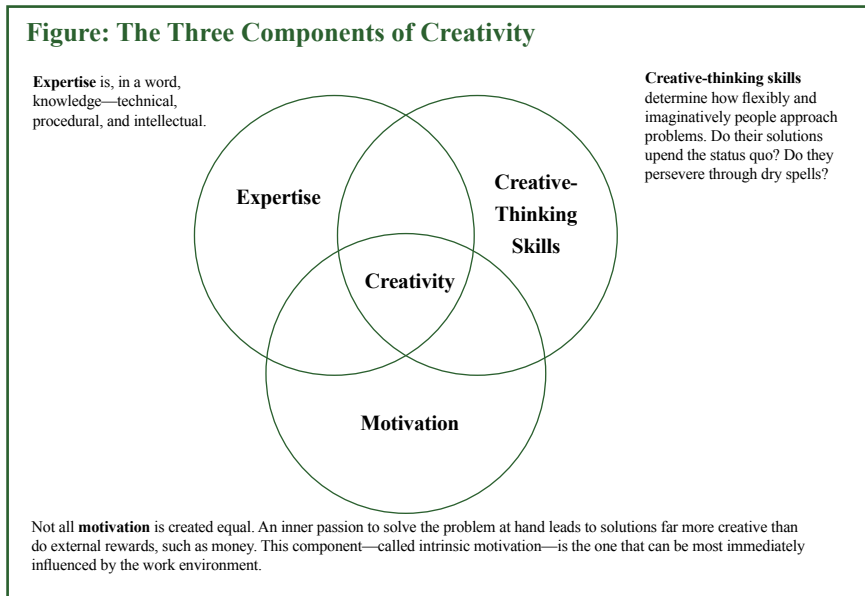 Figure: The Three Components of Creativity
Expertise is, in a word,
knowledge—technical,
procedural, and intellectual.
Creative-thinking skills
determine how flexibly and
imaginatively people approach
problems. Do their solutions
upend the status quo? Do they
persevere through dry spells?
Expertise
Creative-
Thinking
Skills
Creativity
Motivation
Not all motivation is created equal. An inner passion to solve the problem at hand leads to solutions far more creative than
do external rewards, such as money. This component—called intrinsic motivation—is the one that can be most immediately
influenced by the work environment.